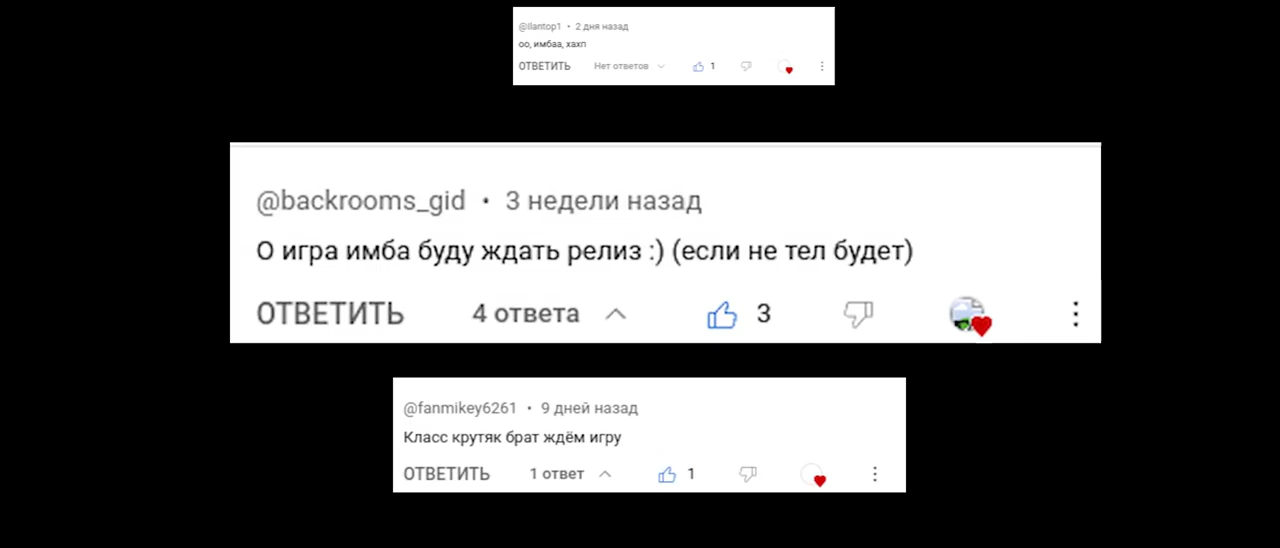 @ilantop1 • 2 дня назад
оо, имбаа, хахп
ОТВЕТИТЬ Нет ответов 1
@backrooms_gid • 3 недели назад
О игра имба буду ждать релиз :) (если не тел будет)
ОТВЕТИТЬ 4 ответа 3
@fanmikey6261 • 9 дней назад
Класс крутяк брат ждём игру
ОТВЕТИТЬ 1 ответ 1